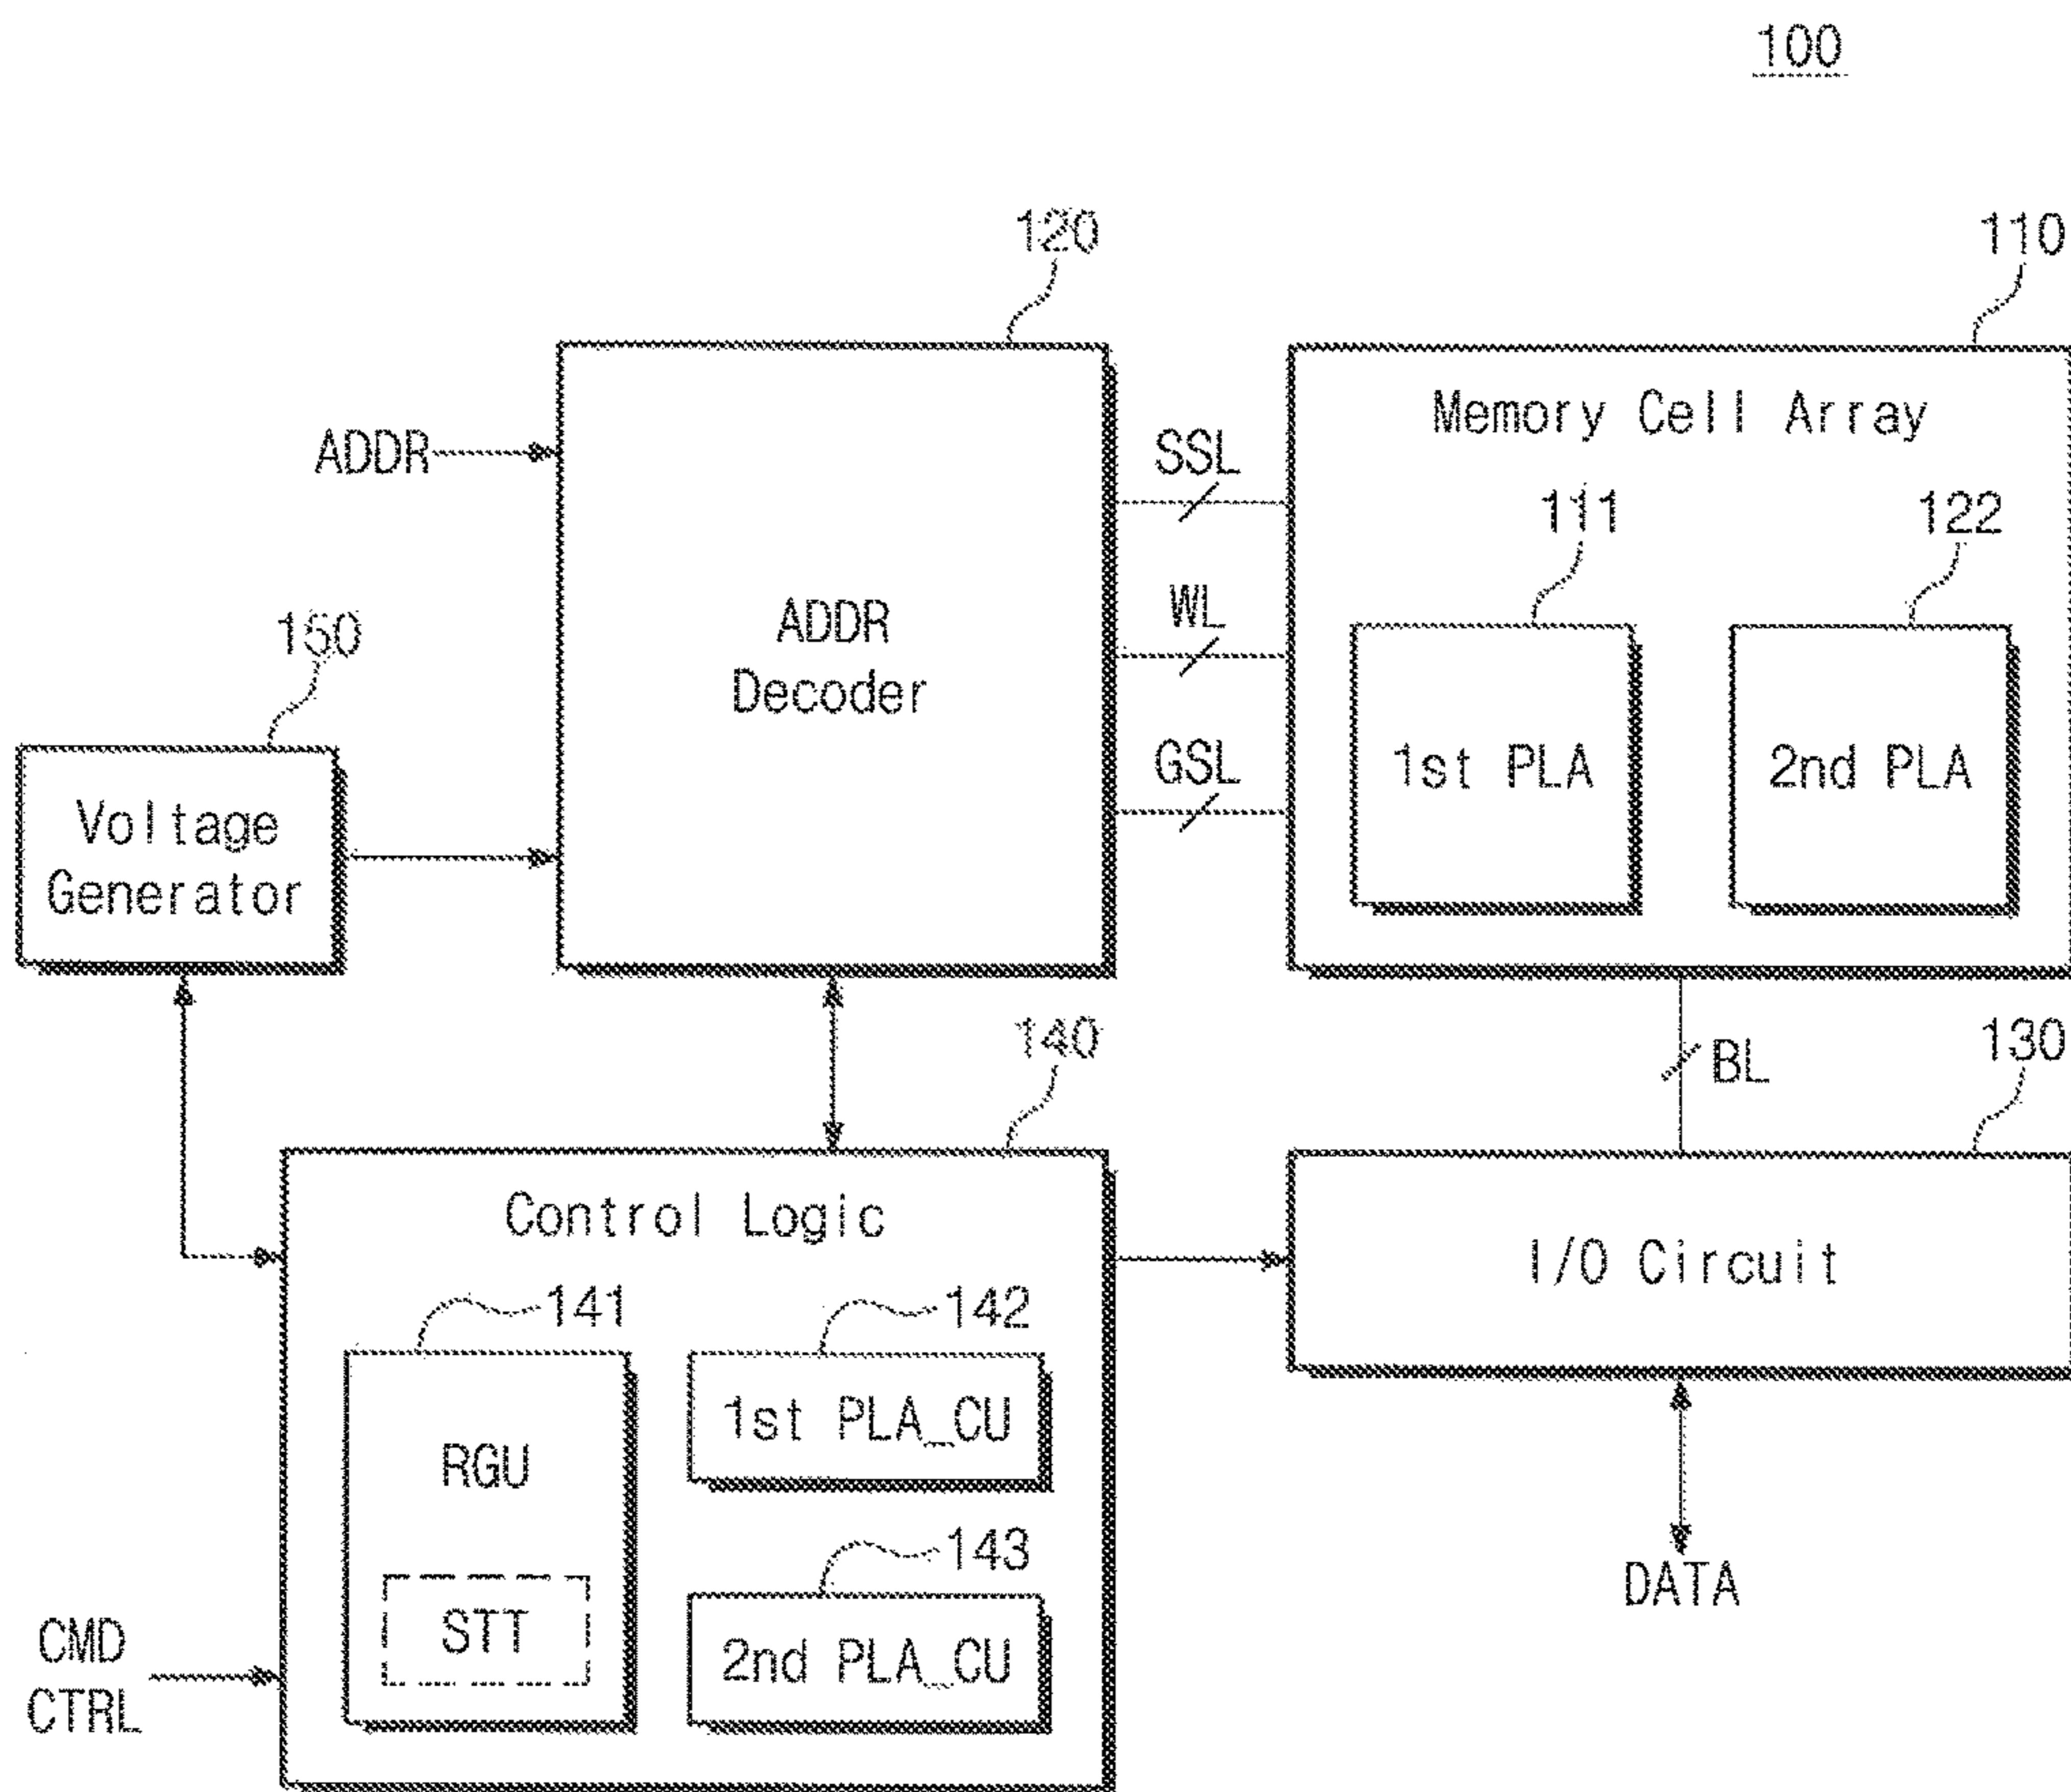 100
120
110
ADDR
SSL
Memory Cell Array
111
122
WL
150
ADDR
Decoder
GSL
1st PLA
2nd PLA
Voltage
Generator
140
BL
130
Control Logic
I/O Circuit
141
142
1st PLA_CU
RGU
143
STT
2nd PLA_CU
DATA
CMD
CTRL